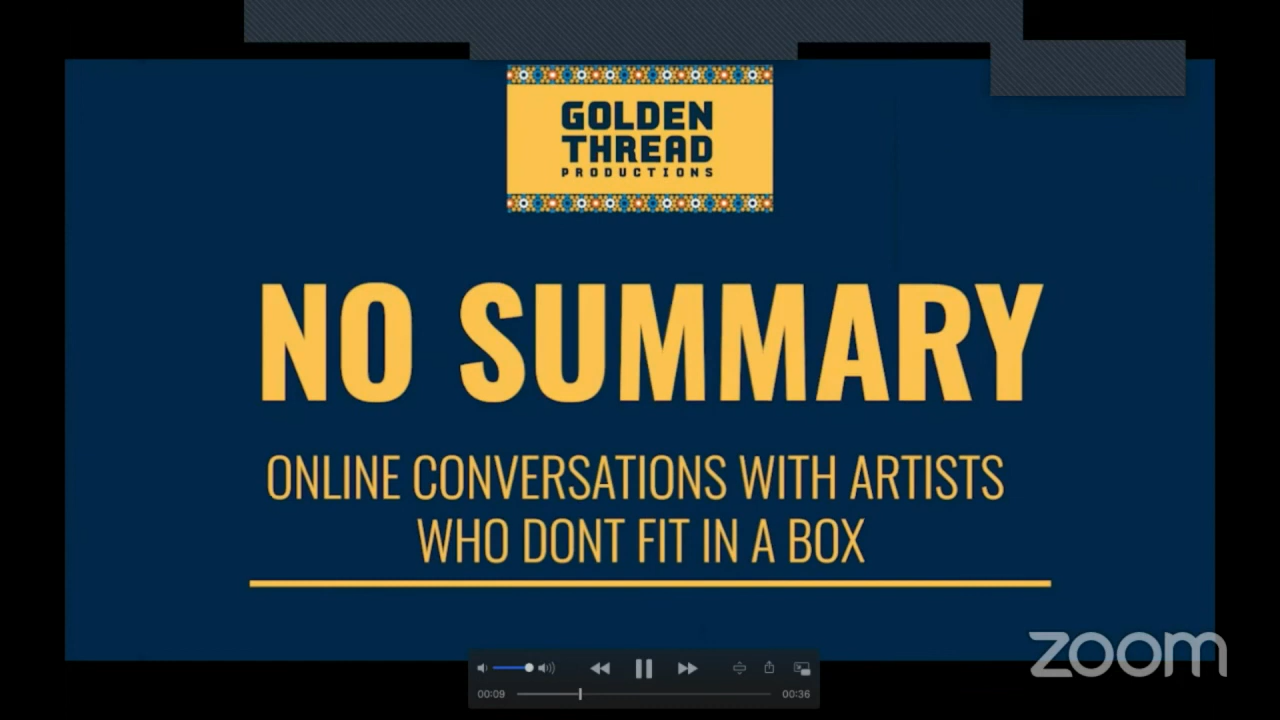 GOLDEN
THREAD
PRODUCTIONS
NO SUMMARY
ONLINE CONVERSATIONS WITH ARTISTS
WHO DONT FIT IN A BOX
zoom
00:09
00:36